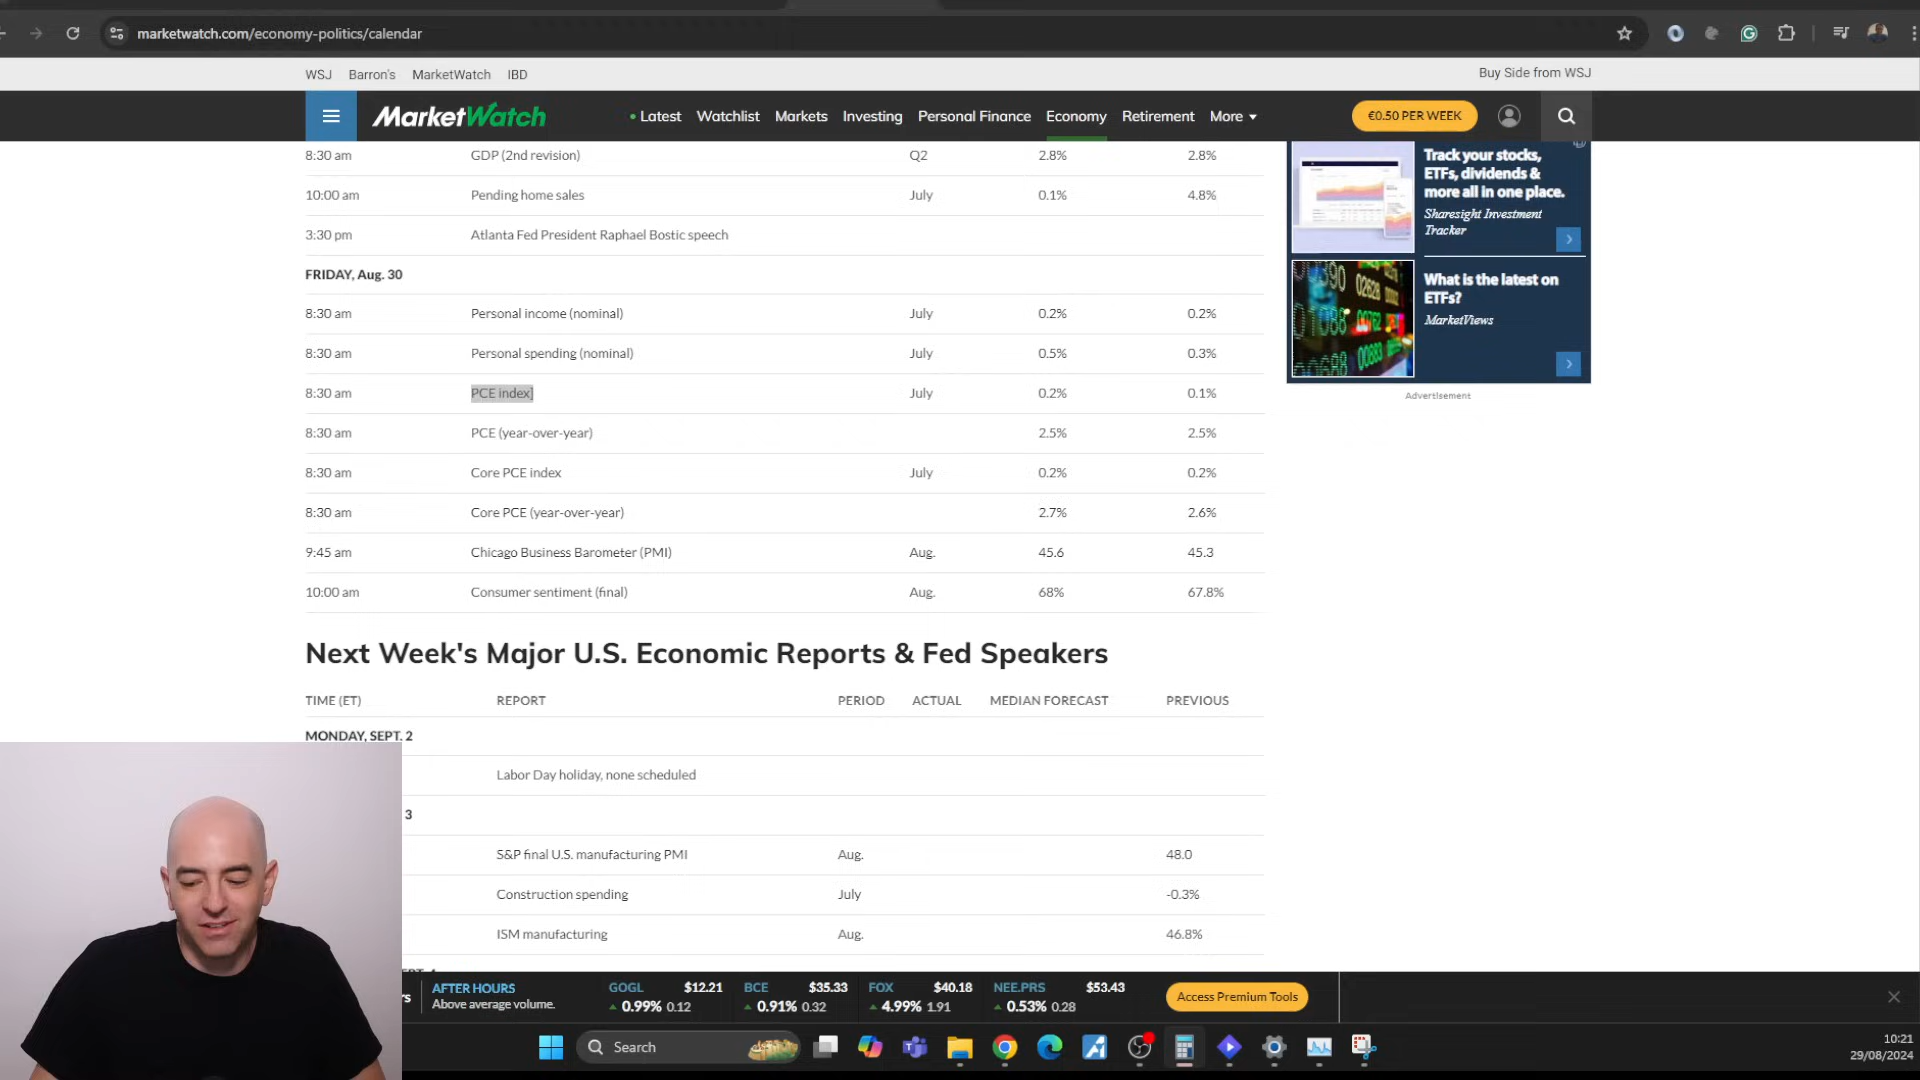 marketwatch.com/economy-politics/calendar
WSJ Barron's MarketWatch IBD Buy Side from WSJ
MarketWatch Latest Watchlist Markets Investing Personal Finance Economy Retirement More €0.50 PER WEEK
8:30 am GDP (2nd revision) Q2 2.8% 2.8%
10:00 am Pending home sales July 0.1% 4.8%
3:30 pm Atlanta Fed President Raphael Bostic speech
FRIDAY, Aug. 30
8:30 am Personal income (nominal) July 0.2% 0.2%
8:30 am Personal spending (nominal) July 0.5% 0.3%
8:30 am PCE index] July 0.2% 0.1%
8:30 am PCE (year-over-year) 2.5% 2.5%
8:30 am Core PCE index July 0.2% 0.2%
8:30 am Core PCE (year-over-year) 2.7% 2.6%
9:45 am Chicago Business Barometer (PMI) Aug. 45.6 45.3
10:00 am Consumer sentiment (final) Aug. 68% 67.8%
Track your stocks,
ETFs, dividends &
more all in one place.
Sharesight Investment
Tracker
What is the latest on
ETFs?
MarketViews
Advertisement
Next Week's Major U.S. Economic Reports & Fed Speakers
TIME (ET) REPORT PERIOD ACTUAL MEDIAN FORECAST PREVIOUS
MONDAY, SEPT. 2
Labor Day holiday, none scheduled
3
S&P final U.S. manufacturing PMI Aug. 48.0
Construction spending July -0.3%
ISM manufacturing Aug. 46.8%
AFTER HOURS GOGL $12.21 BCE $35.33 FOX $40.18 NEE.PRS $53.43
Above average volume. 0.99% 0.12 0.91% 0.32 4.99% 1.91 0.53% 0.28
Access Premium Tools
Search
10:21
29/08/2024